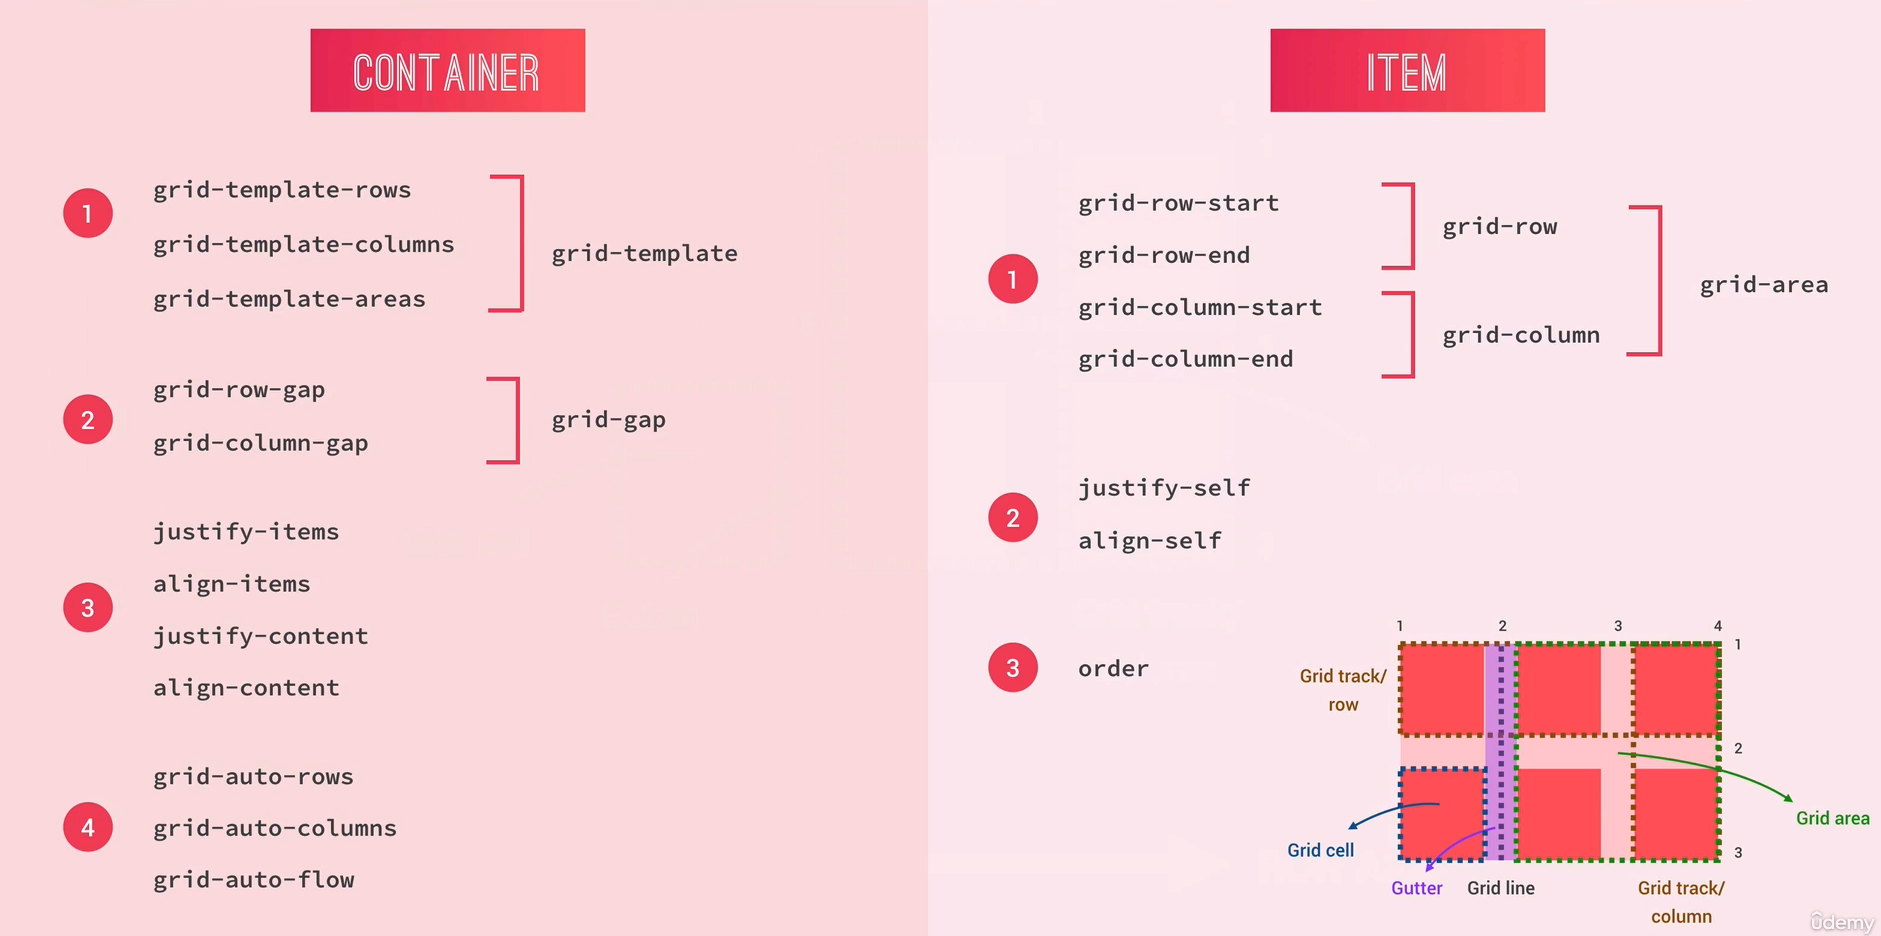 CONTAINER
1
grid-template-rows
grid-template-columns
grid-template-areas
grid-template
2
grid-row-gap
grid-column-gap
grid-gap
3
justify-items
align-items
justify-content
align-content
4
grid-auto-rows
grid-auto-columns
grid-auto-flow
ITEM
1
grid-row-start
grid-row-end
grid-column-start
grid-column-end
grid-row
grid-column
grid-area
2
justify-self
align-self
3
order
1 2 3 4
1
2
3
Grid track/
row
Grid cell
Gutter
Grid line
Grid track/
column
Grid area
ûdemy